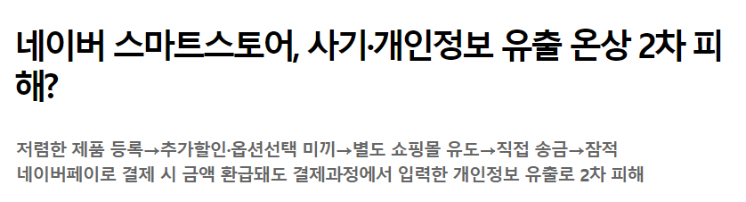 네이버 스마트스토어, 사기·개인정보 유출 온상 2차 피
해?
저렴한 제품 등록→추가할인·옵션선택 미끼→별도 쇼핑몰 유도→직접 송금→잠적
네이버페이로 결제 시 금액 환급돼도 결제과정에서 입력한 개인정보 유출로 2차 피해